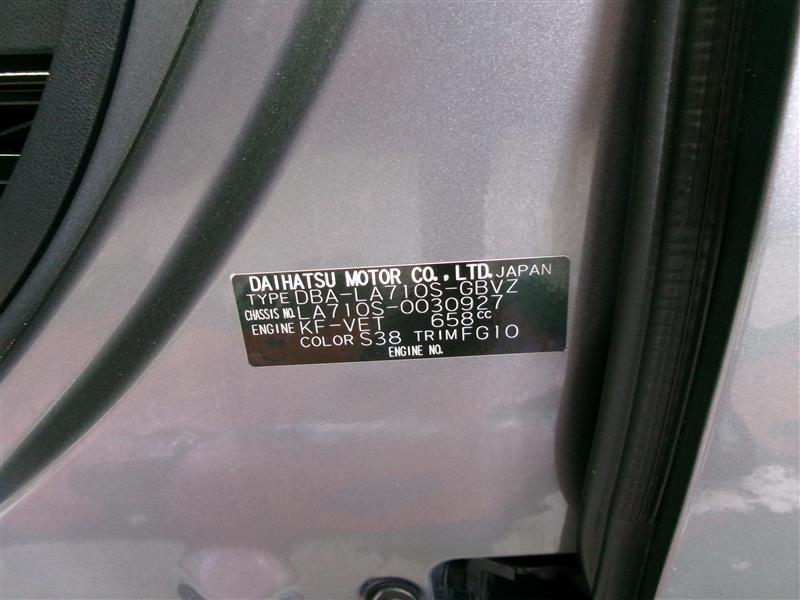 DAIHATSU MOTOR CO., LTD. JAPAN
TYPE DBA-LA710S-GBVZ
CHASSIS NO. LA710S-0030927
ENGINE KF-VET 658cc
COLOR S38 TRIM FG10
ENGINE NO.